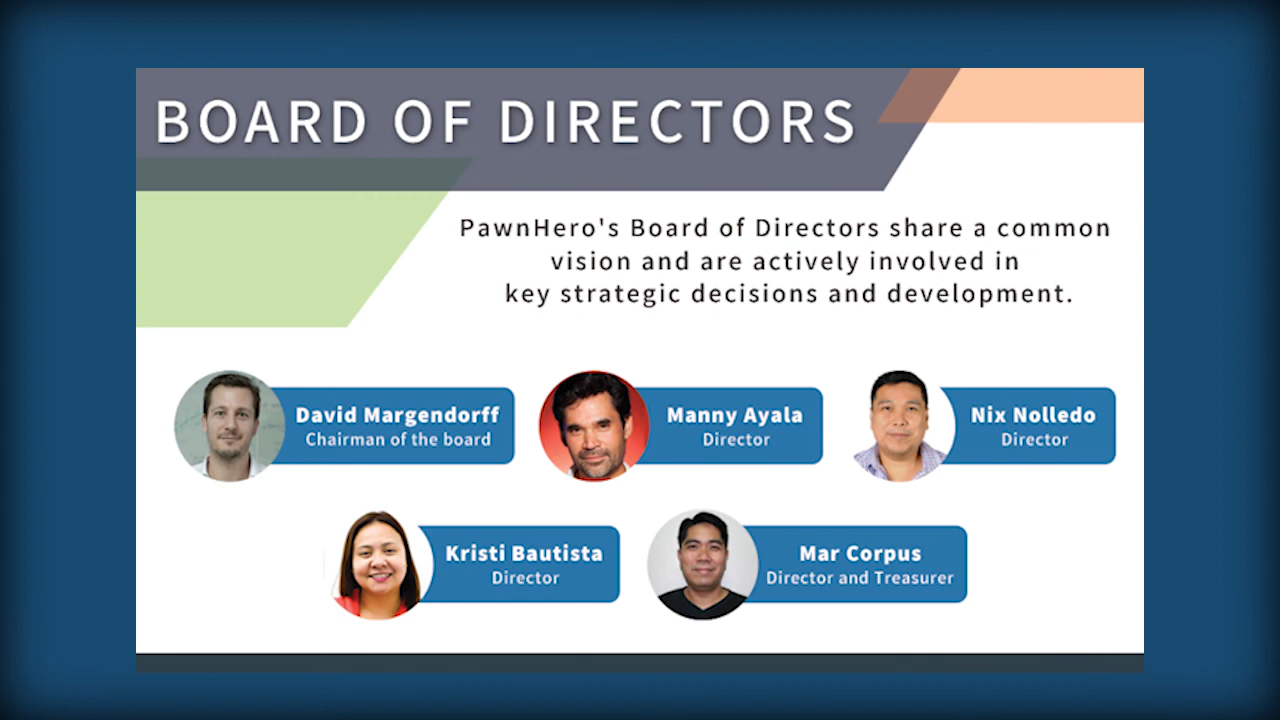 BOARD OF DIRECTORS
PawnHero's Board of Directors share a common
vision and are actively involved in
key strategic decisions and development.
David Margendorff
Chairman of the board
Manny Ayala
Director
Nix Nolledo
Director
Kristi Bautista
Director
Mar Corpus
Director and Treasurer